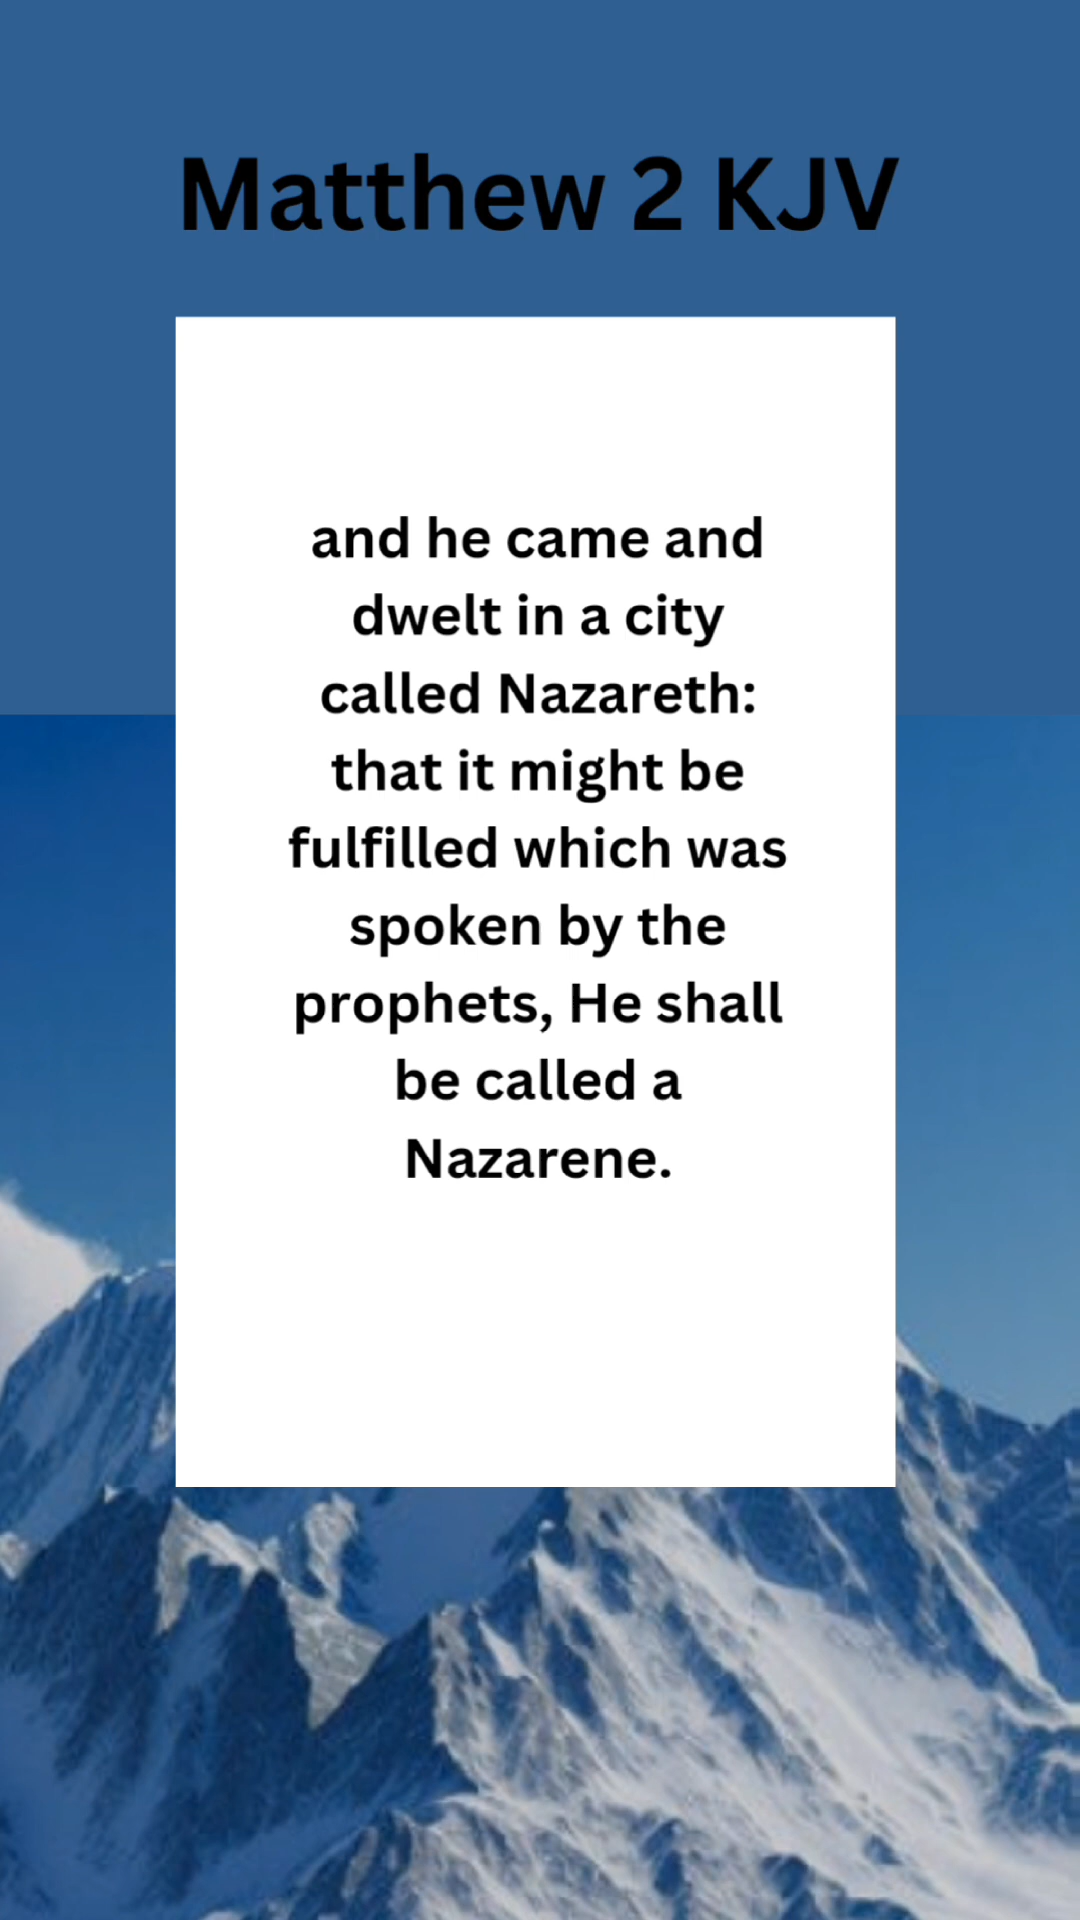 Matthew 2 KJV
and he came and
dwelt in a city
called Nazareth:
that it might be
fulfilled which was
spoken by the
prophets, He shall
be called a
Nazarene.